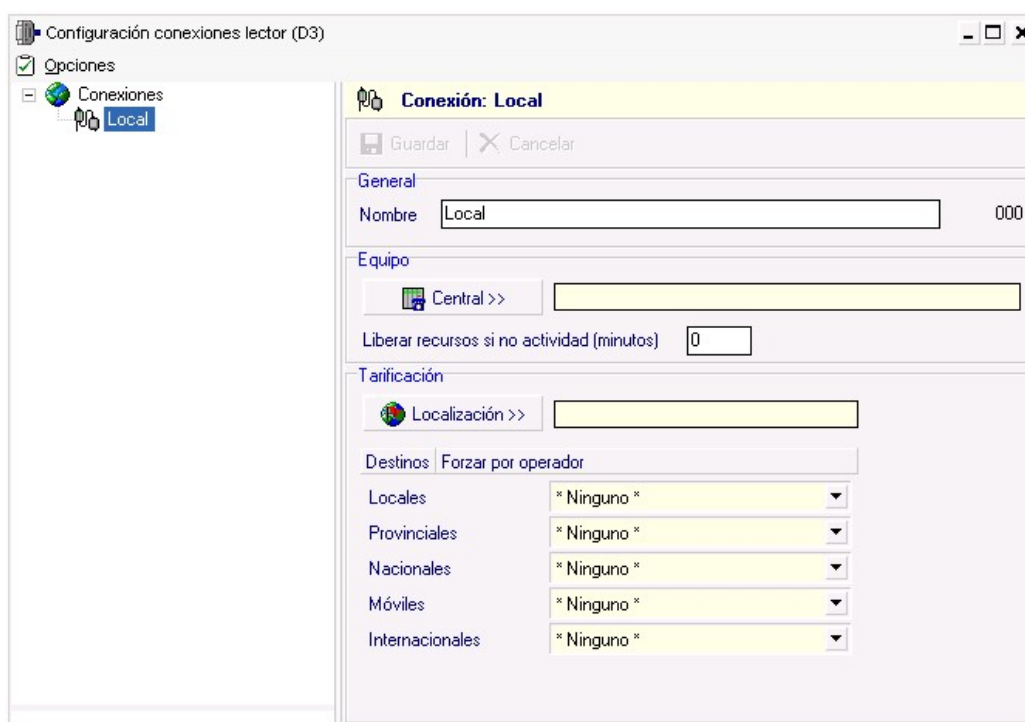 Configuración conexiones lector (D3)
Opciones
Conexiones
Local
Conexión: Local
Guardar Cancelar
General
Nombre Local 000
Equipo
Central >>
Liberar recursos si no actividad (minutos) 0
Tarificación
Localización >>
Destinos Forzar por operador
Locales * Ninguno *
Provinciales * Ninguno *
Nacionales * Ninguno *
Móviles * Ninguno *
Internacionales * Ninguno *